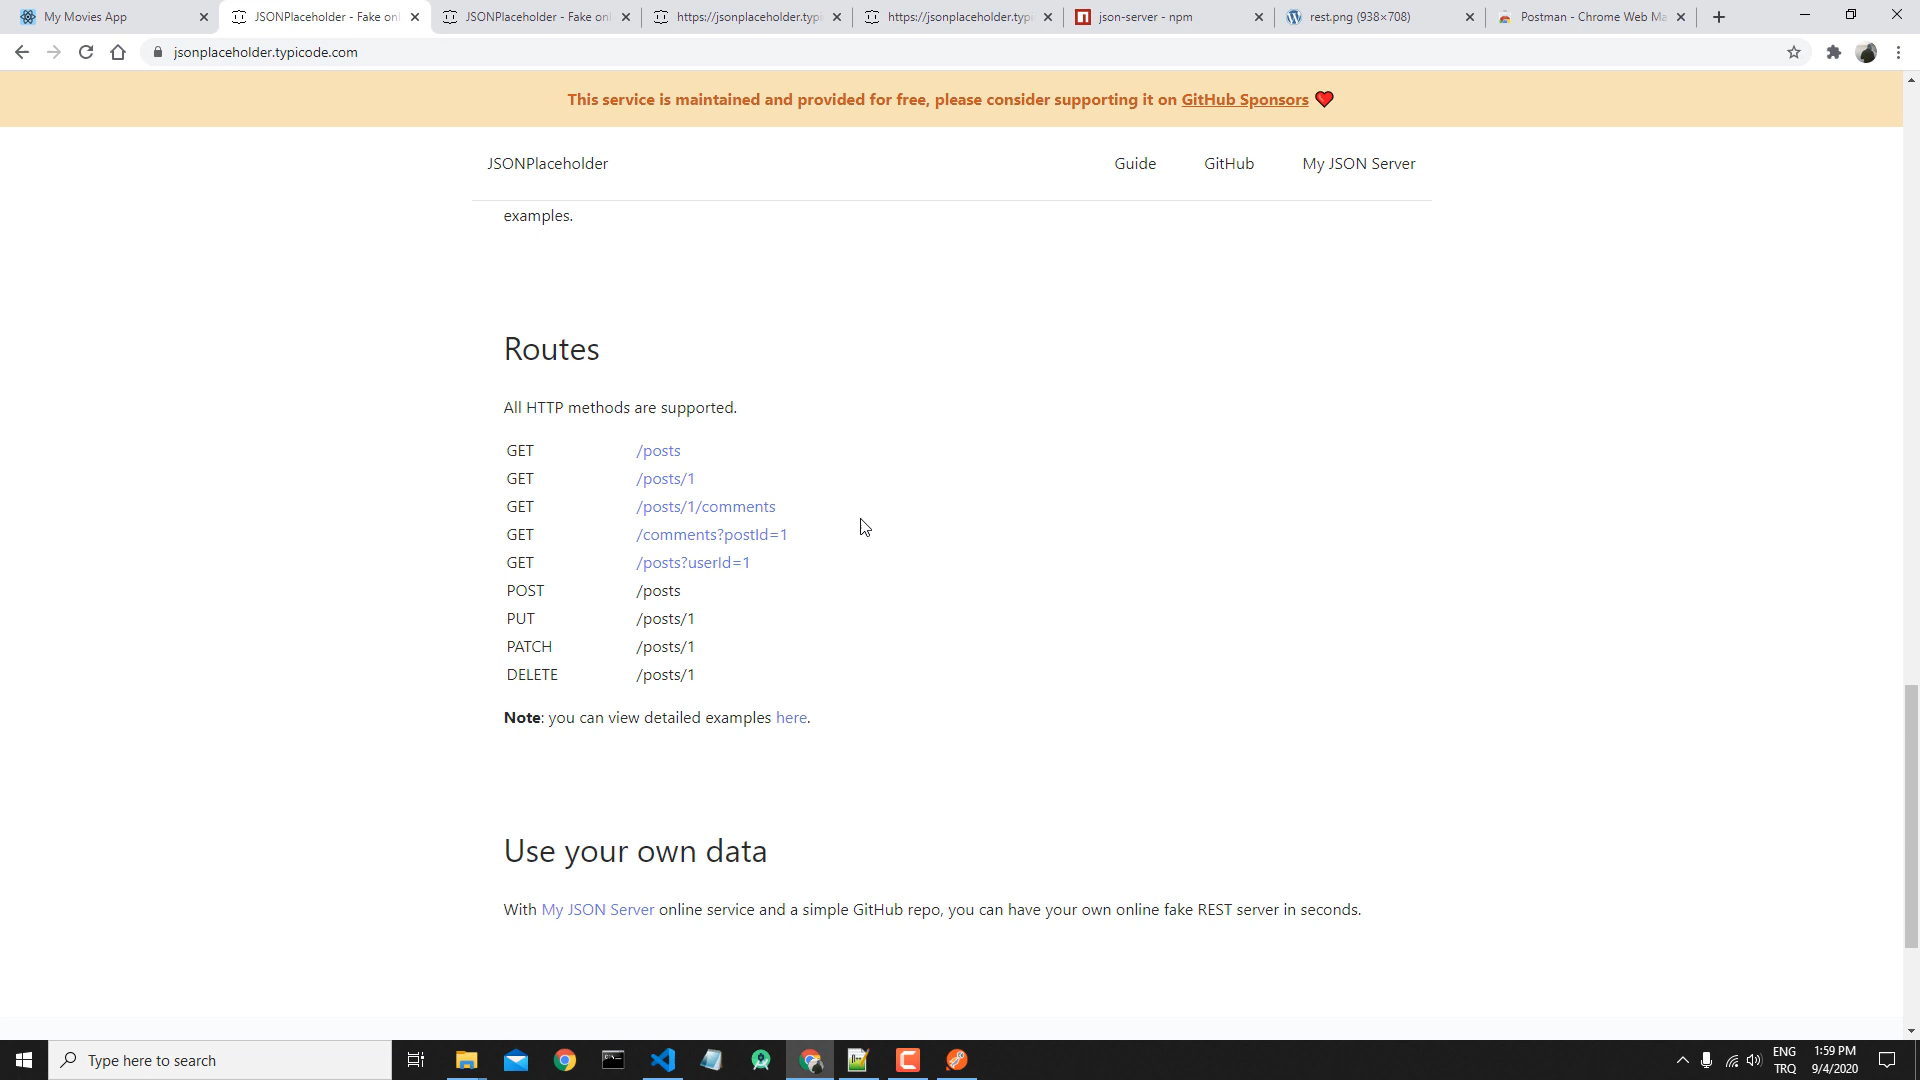 My Movies App
JSONPlaceholder - Fake onl
JSONPlaceholder - Fake onl
https://jsonplaceholder.typi
https://jsonplaceholder.typi
json-server - npm
rest.png (938×708)
Postman - Chrome Web Ma
jsonplaceholder.typicode.com
This service is maintained and provided for free, please consider supporting it on GitHub Sponsors
JSONPlaceholder
Guide
GitHub
My JSON Server
examples.
Routes
All HTTP methods are supported.
GET /posts
GET /posts/1
GET /posts/1/comments
GET /comments?postId=1
GET /posts?userId=1
POST /posts
PUT /posts/1
PATCH /posts/1
DELETE /posts/1
Note: you can view detailed examples here.
Use your own data
With My JSON Server online service and a simple GitHub repo, you can have your own online fake REST server in seconds.
Type here to search
ENG
TRQ
1:59 PM
9/4/2020